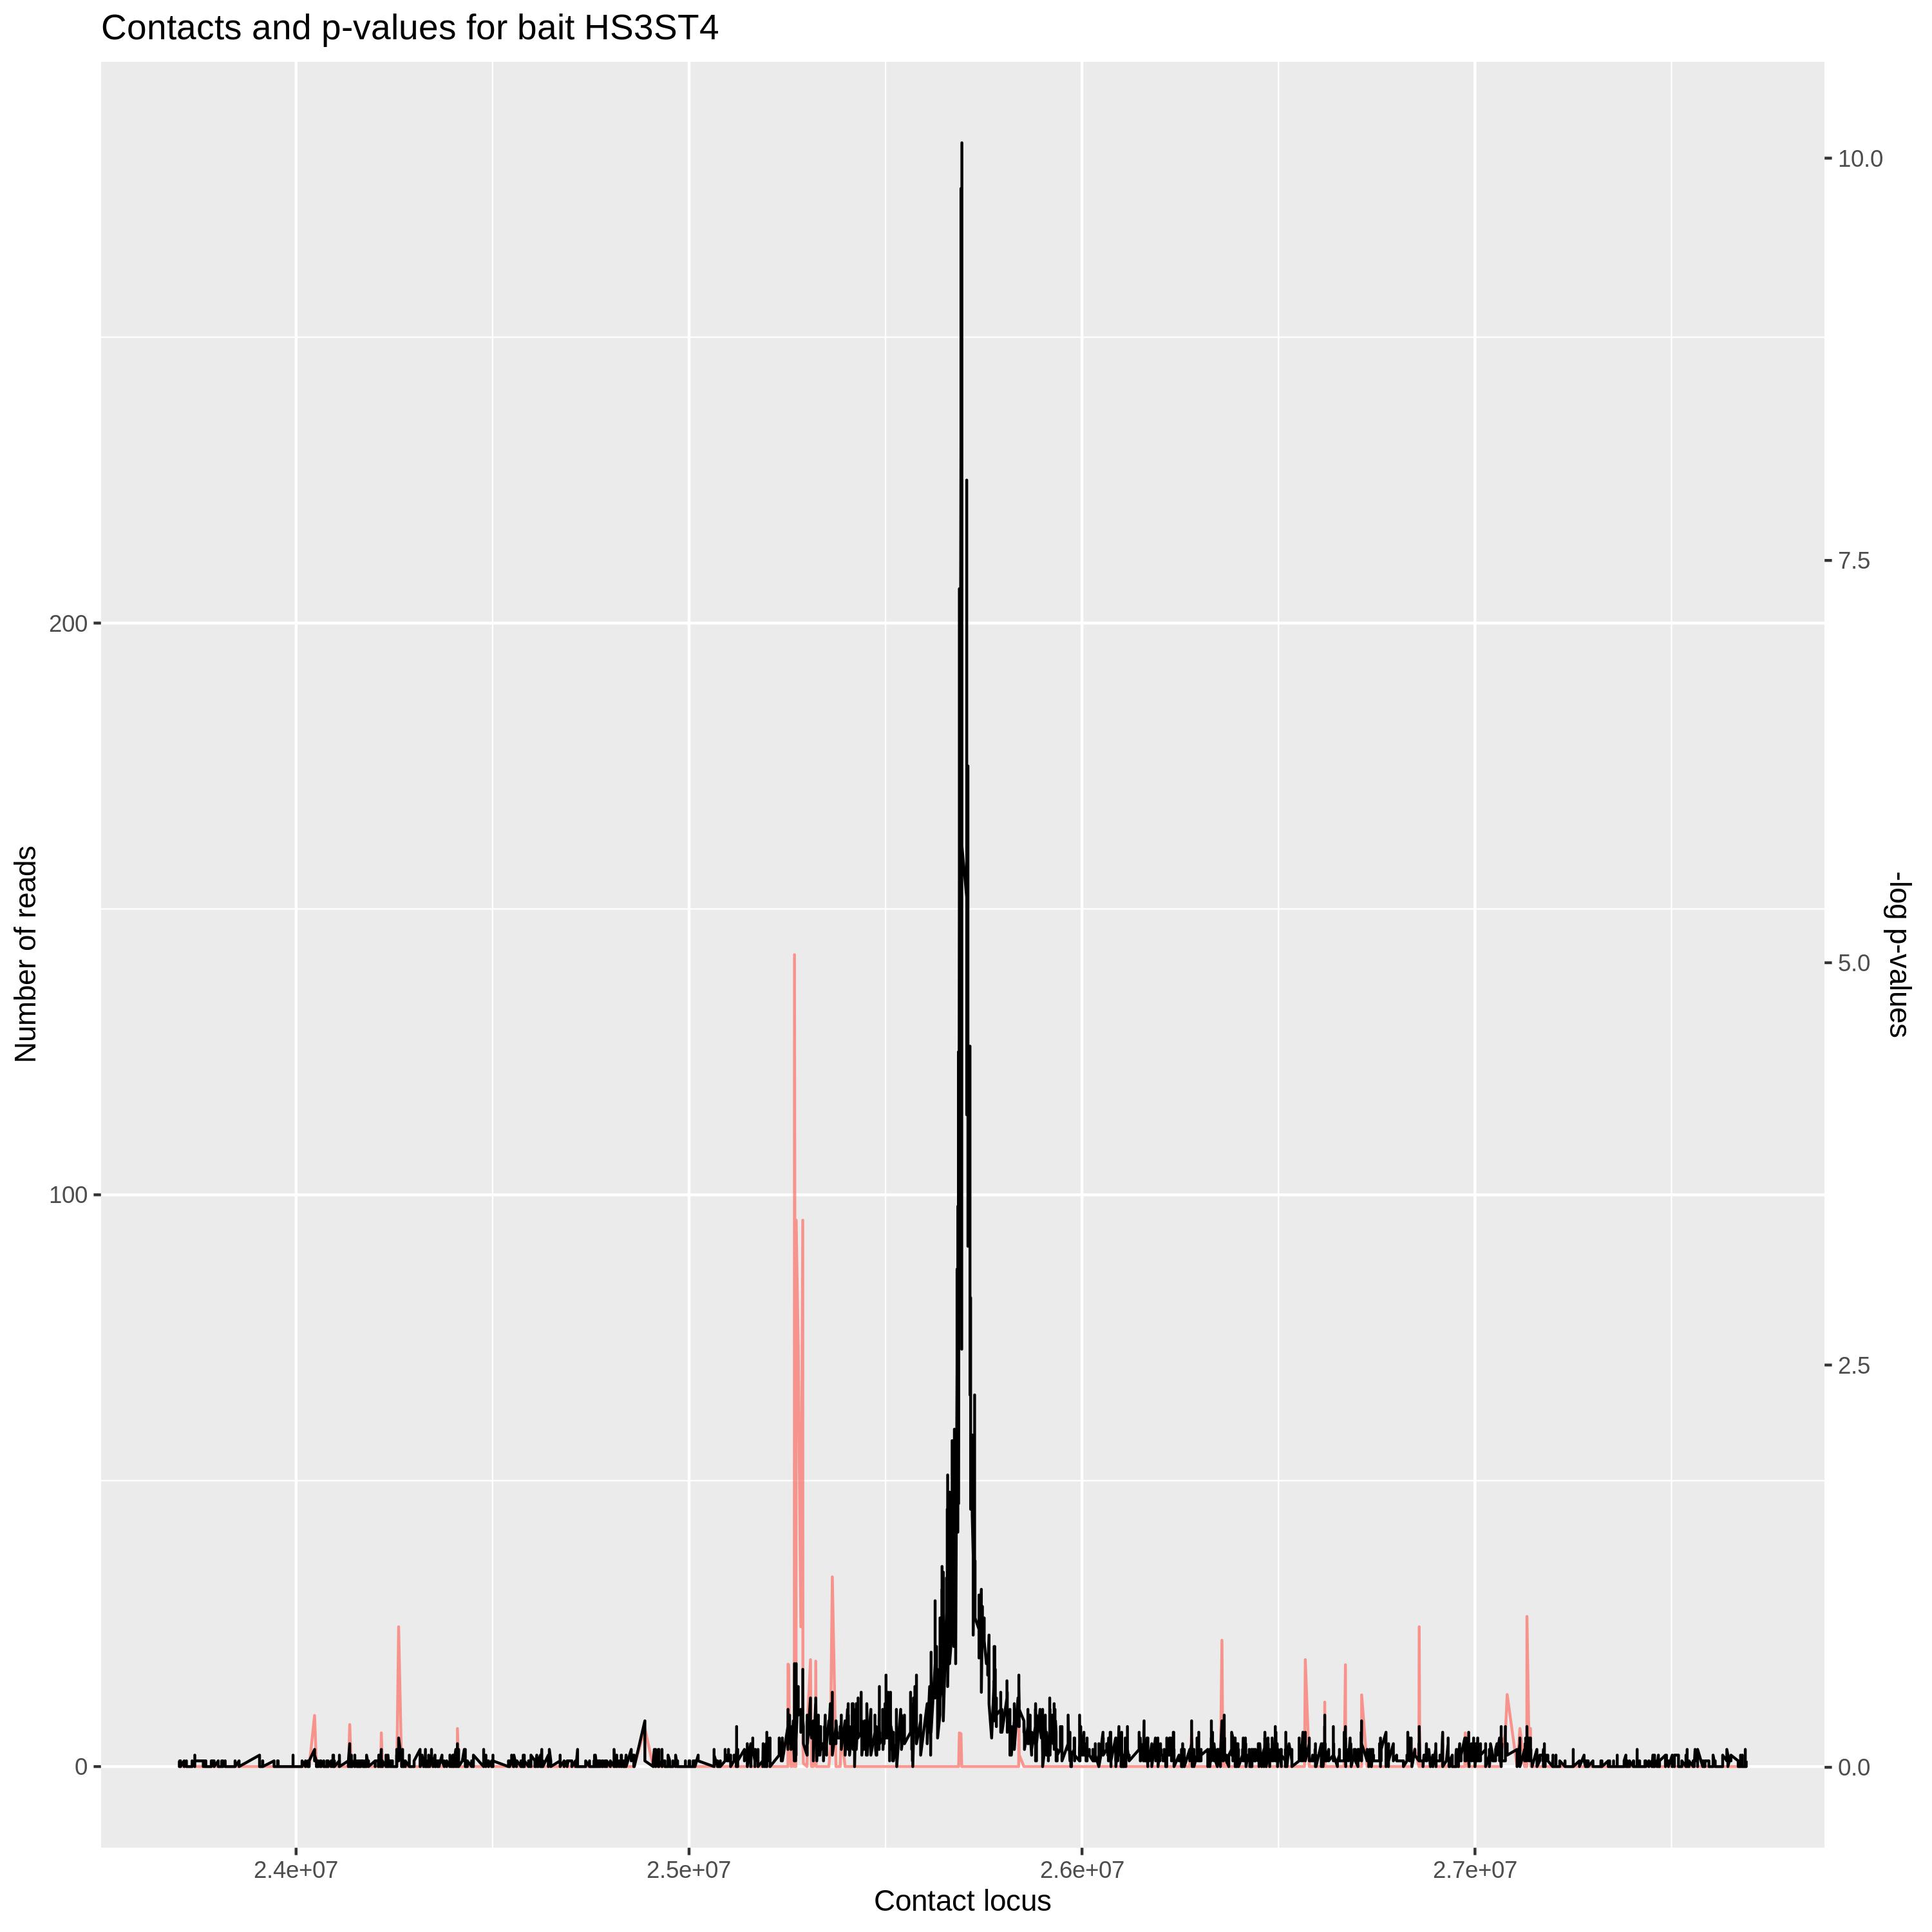 Contacts and p-values for bait HS3ST4
10.0
7.5
200
Number of reads
-log p-values
5.0
100
2.5
0
0.0
2.4e+07
2.5e+07
2.6e+07
2.7e+07
Contact locus